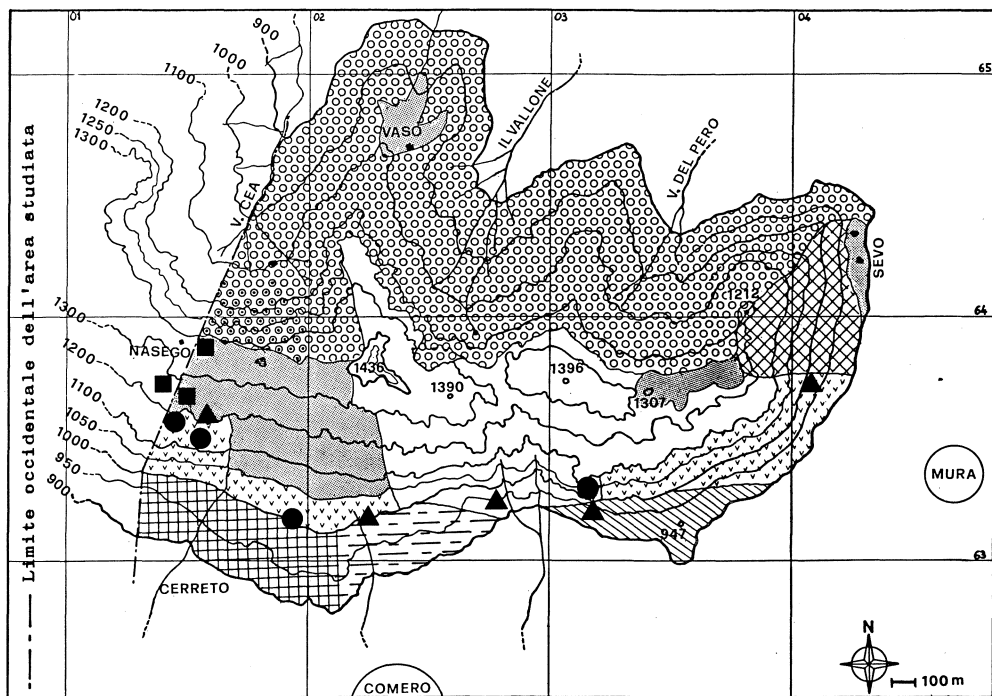 01
02
03
04
900
1000
1100
1200
1250
1300
65
VASO
IL VALLONE
V. DEL PERO
V. CEA
SEVO
1212
64
1300
NASEGO
1200
1436
1390
1396
1307
1100
1050
1000
950
900
MURA
947
63
CERRETO
COMERO
N
100 m
Limite occidentale dell'area studiata